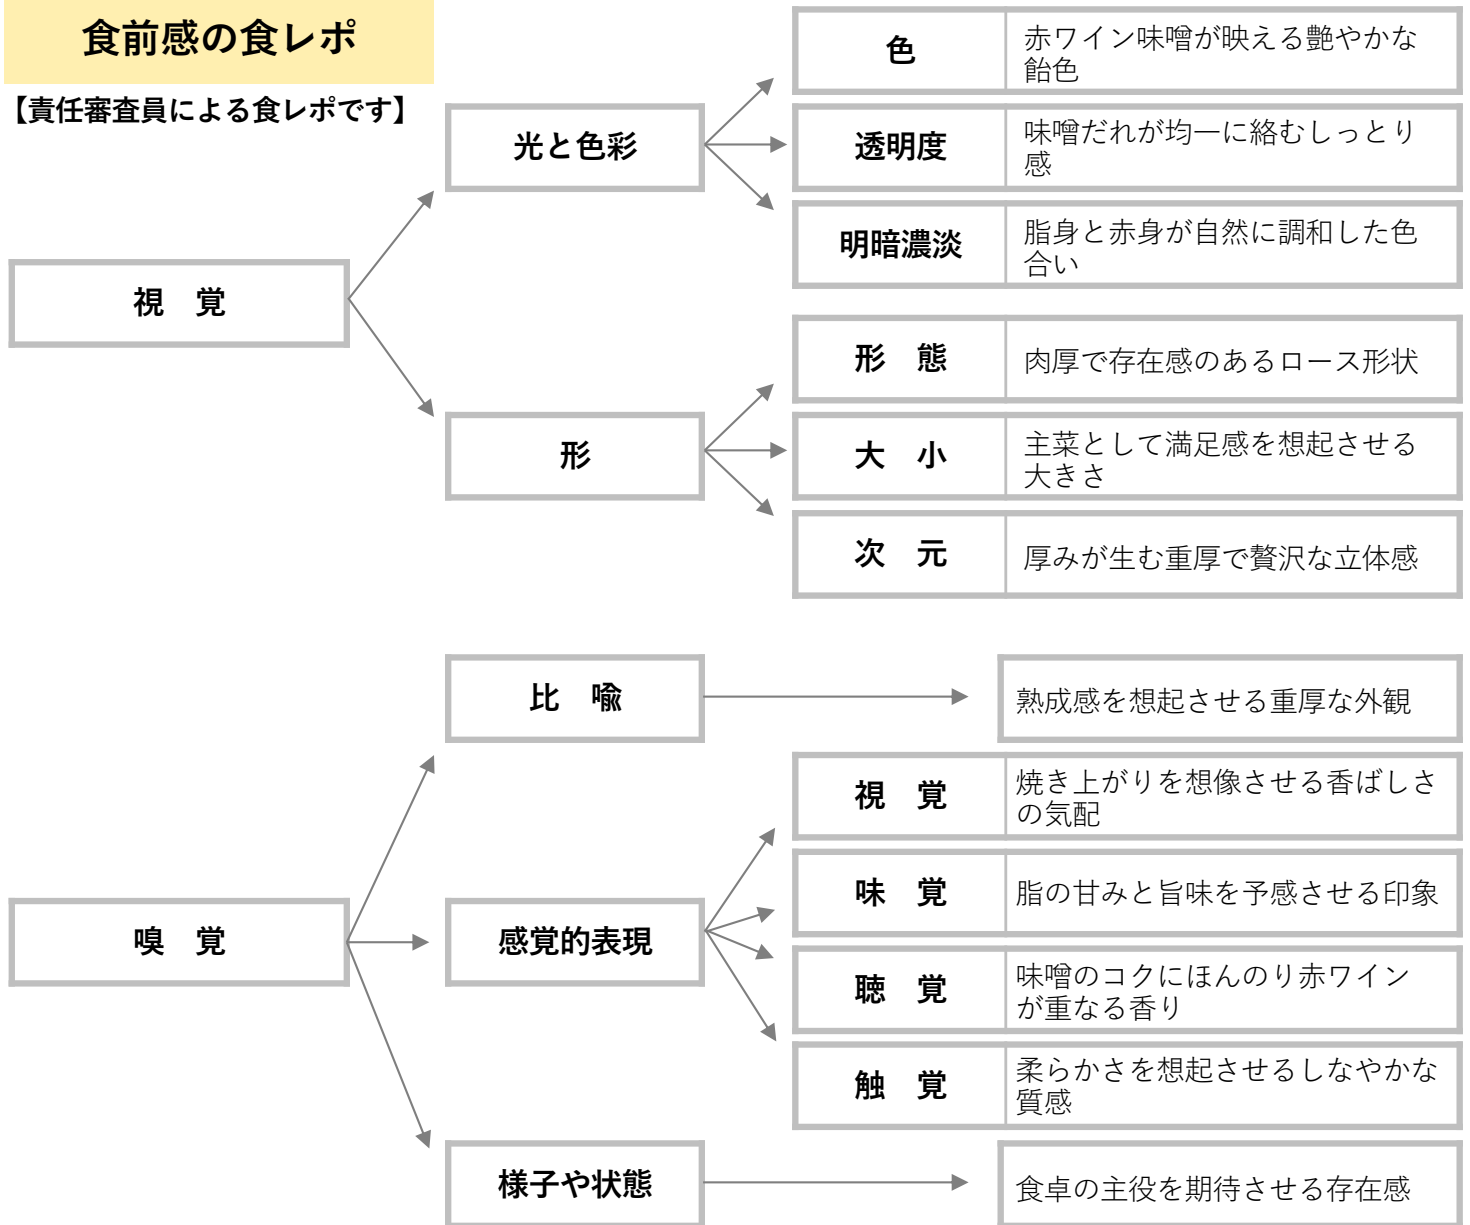 食前感の食レポ
【責任審査員による食レポです】
視　覚
光と色彩
色
赤ワイン味噌が映える艶やかな
飴色
透明度
味噌だれが均一に絡むしっとり
感
明暗濃淡
脂身と赤身が自然に調和した色
合い
形
形　態
肉厚で存在感のあるロース形状
大　小
主菜として満足感を想起させる
大きさ
次　元
厚みが生む重厚で贅沢な立体感
嗅　覚
比　喩
熟成感を想起させる重厚な外観
感覚的表現
視　覚
焼き上がりを想像させる香ばしさ
の気配
味　覚
脂の甘みと旨味を予感させる印象
聴　覚
味噌のコクにほんのり赤ワイン
が重なる香り
触　覚
柔らかさを想起させるしなやかな
質感
様子や状態
食卓の主役を期待させる存在感